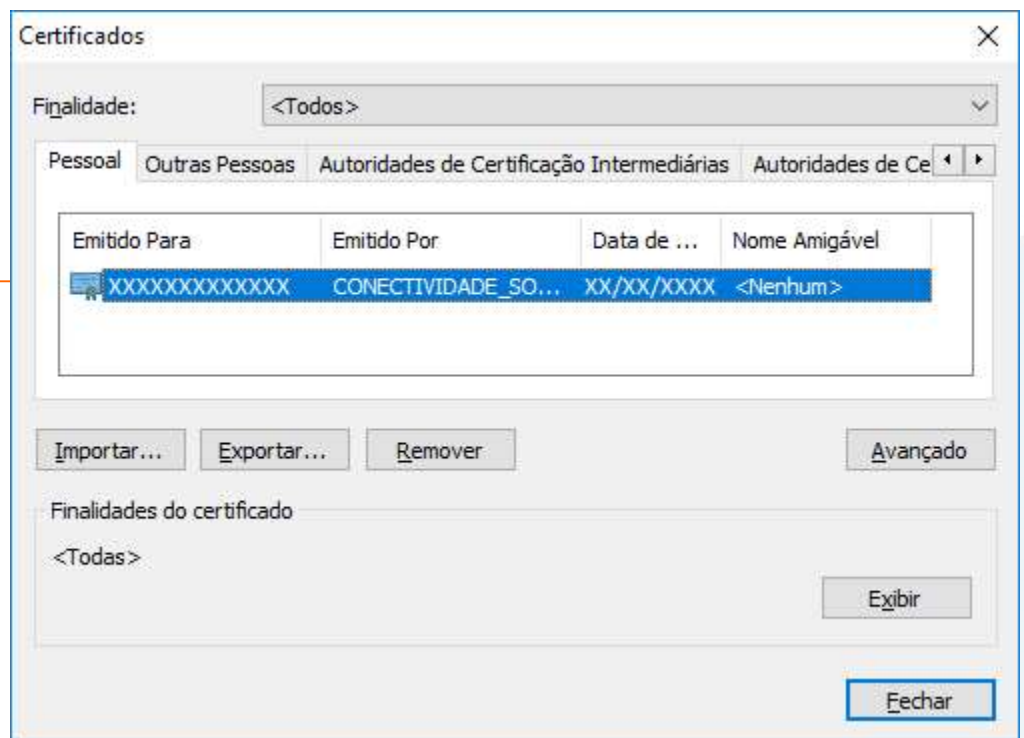 Certificados
Finalidade: <Todos>
Pessoal Outras Pessoas Autoridades de Certificação Intermediárias Autoridades de Ce
Emitido Para Emitido Por Data de ... Nome Amigável
XXXXXXXXXXXXX CONECTIVIDADE_SO... XX/XX/XXXX <Nenhum>
Importar... Exportar... Remover Avançado
Finalidades do certificado
<Todas>
Exibir
Fechar